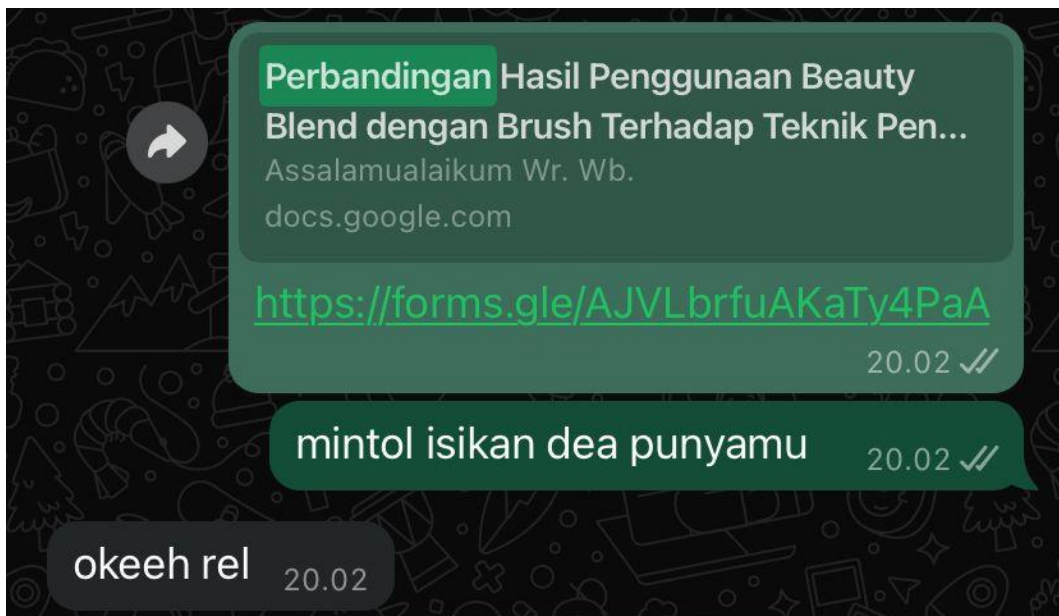 Perbandingan Hasil Penggunaan Beauty
Blend dengan Brush Terhadap Teknik Pen...
Assalamualaikum Wr. Wb.
docs.google.com
https://forms.gle/AJVLbrfuAKaTy4PaA
20.02
mintol isikan dea punyamu 20.02
okeeh rel 20.02